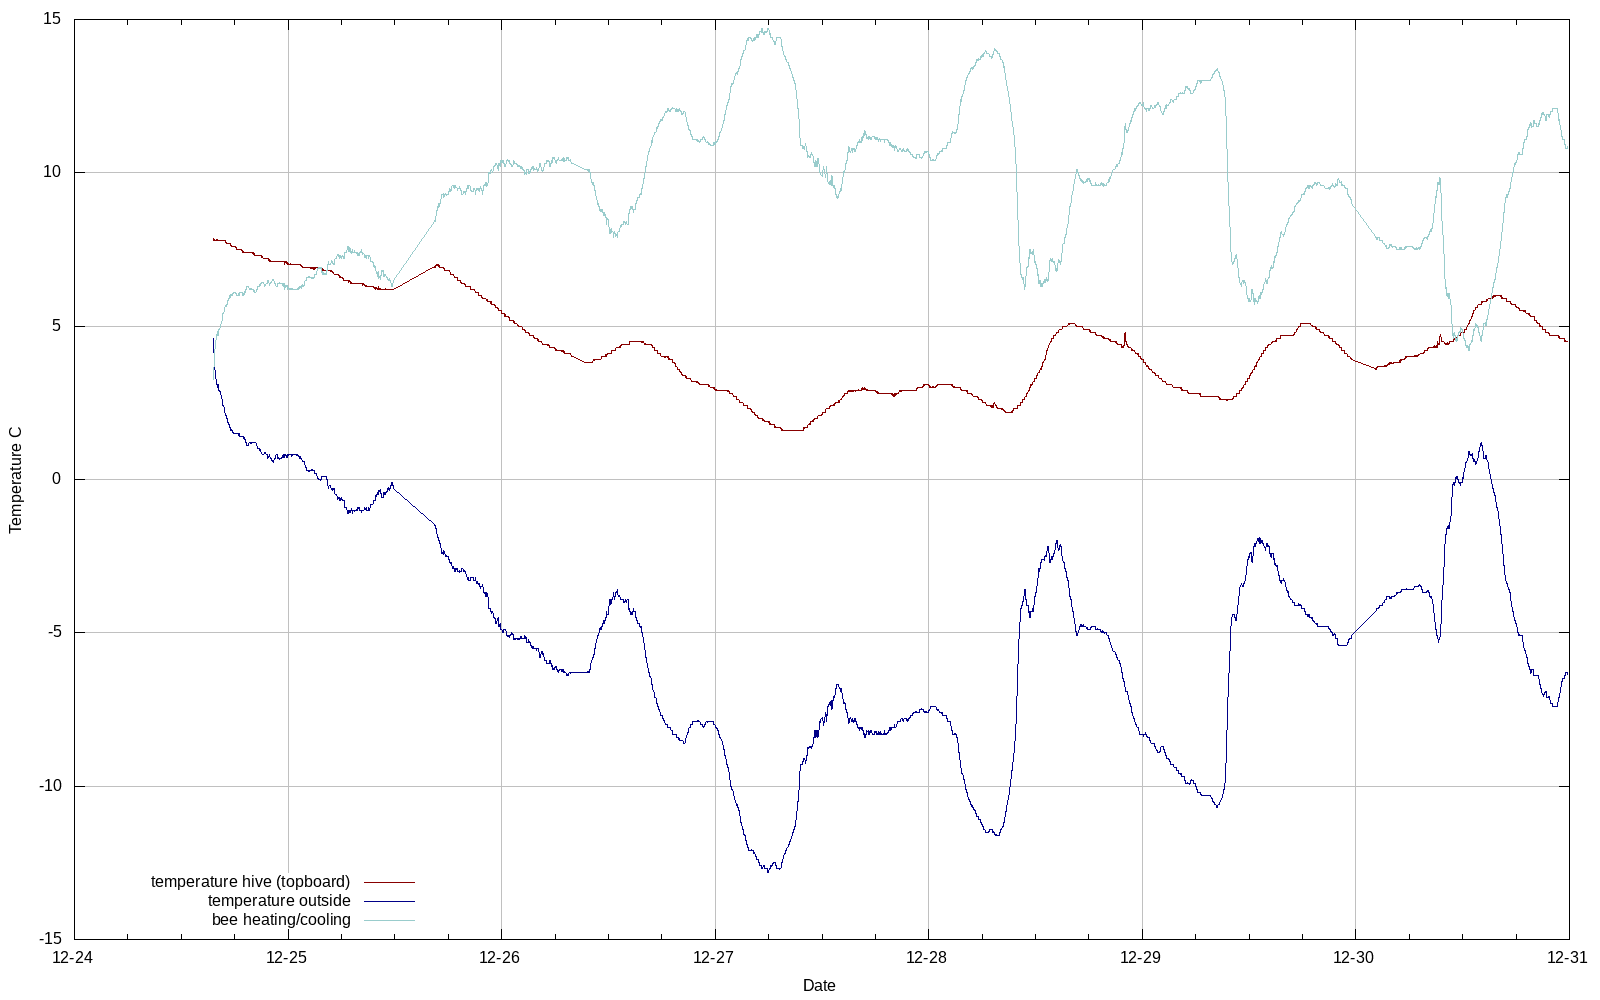 15
10
5
0
-5
-10
-15
Temperature C
temperature hive (topboard)
temperature outside
bee heating/cooling
12-24 12-25 12-26 12-27 12-28 12-29 12-30 12-31
Date